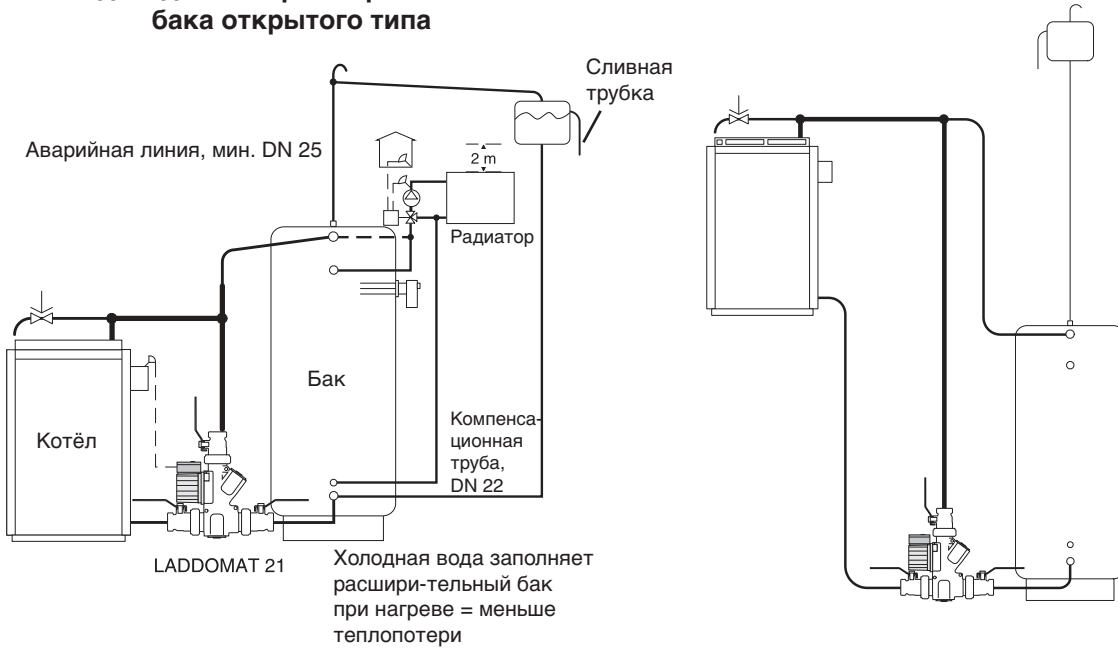 бака открытого типа
Сливная
трубка
Аварийная линия, мин. DN 25
2 m
Радиатор
Бак
Котёл
Компенса-
ционная
труба,
DN 22
LADDOMAT 21
Холодная вода заполняет
расшири-тельный бак
при нагреве = меньше
теплопотери